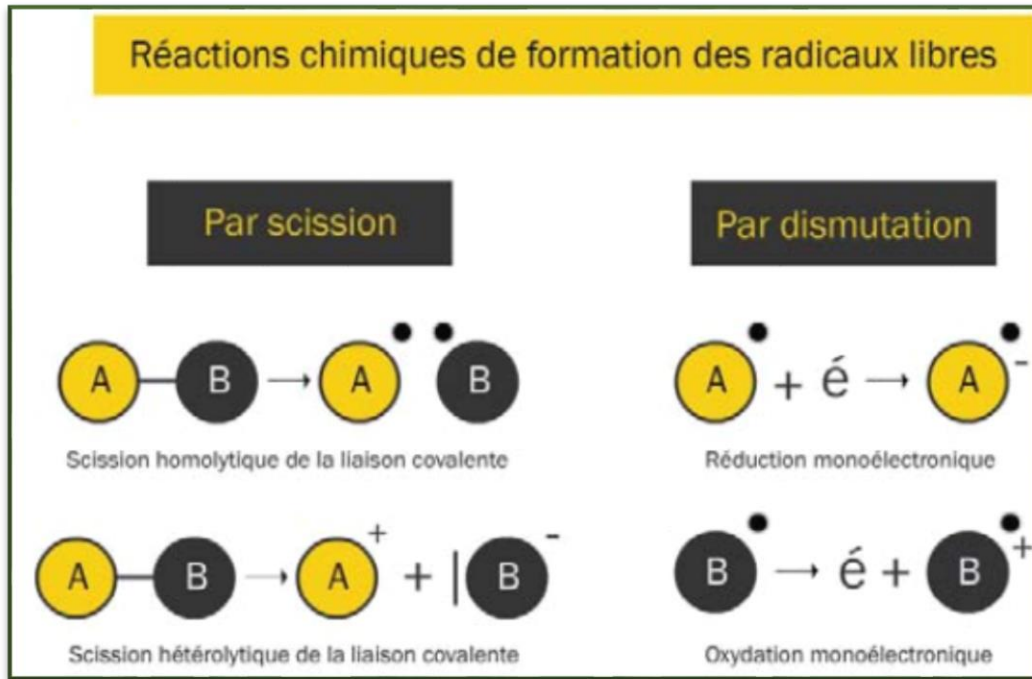 Réactions chimiques de formation des radicaux libres
Par scission
Par dismutation
A B → A• •B
A• + é → A•-
Scission homolytique de la liaison covalente
Réduction monoélectronique
A B → A+ + |B-
B• → é + B•+
Scission hétérolytique de la liaison covalente
Oxydation monoélectronique